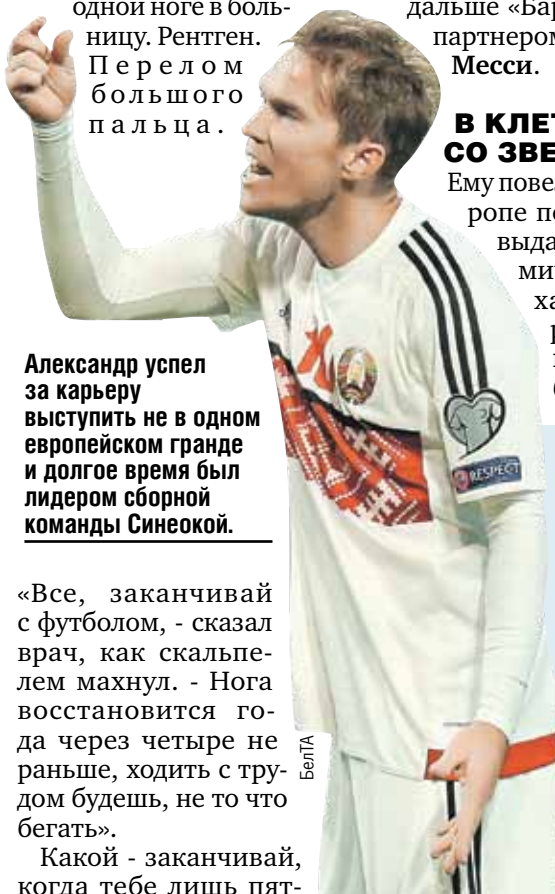 одной ноге в боль-
ницу. Рентген.
Перелом
большого
пальца.
Александр успел
за карьеру
выступить не в одном
европейском гранде
и долгое время был
лидером сборной
команды Синеокой.
«Все, заканчивай
с футболом, - сказал
врач, как скальпе-
лем махнул. - Нога
восстановится го-
да через четыре не
раньше, ходить с тру-
дом будешь, не то что
бегать».
Какой - заканчивай,
когда тебе лишь пят-
БелТА
RESPECT
дальше «Бар
партнером
Месси.
В КЛЕ
СО ЗВЕ
Ему пове
ропе п
выда
ми
ха